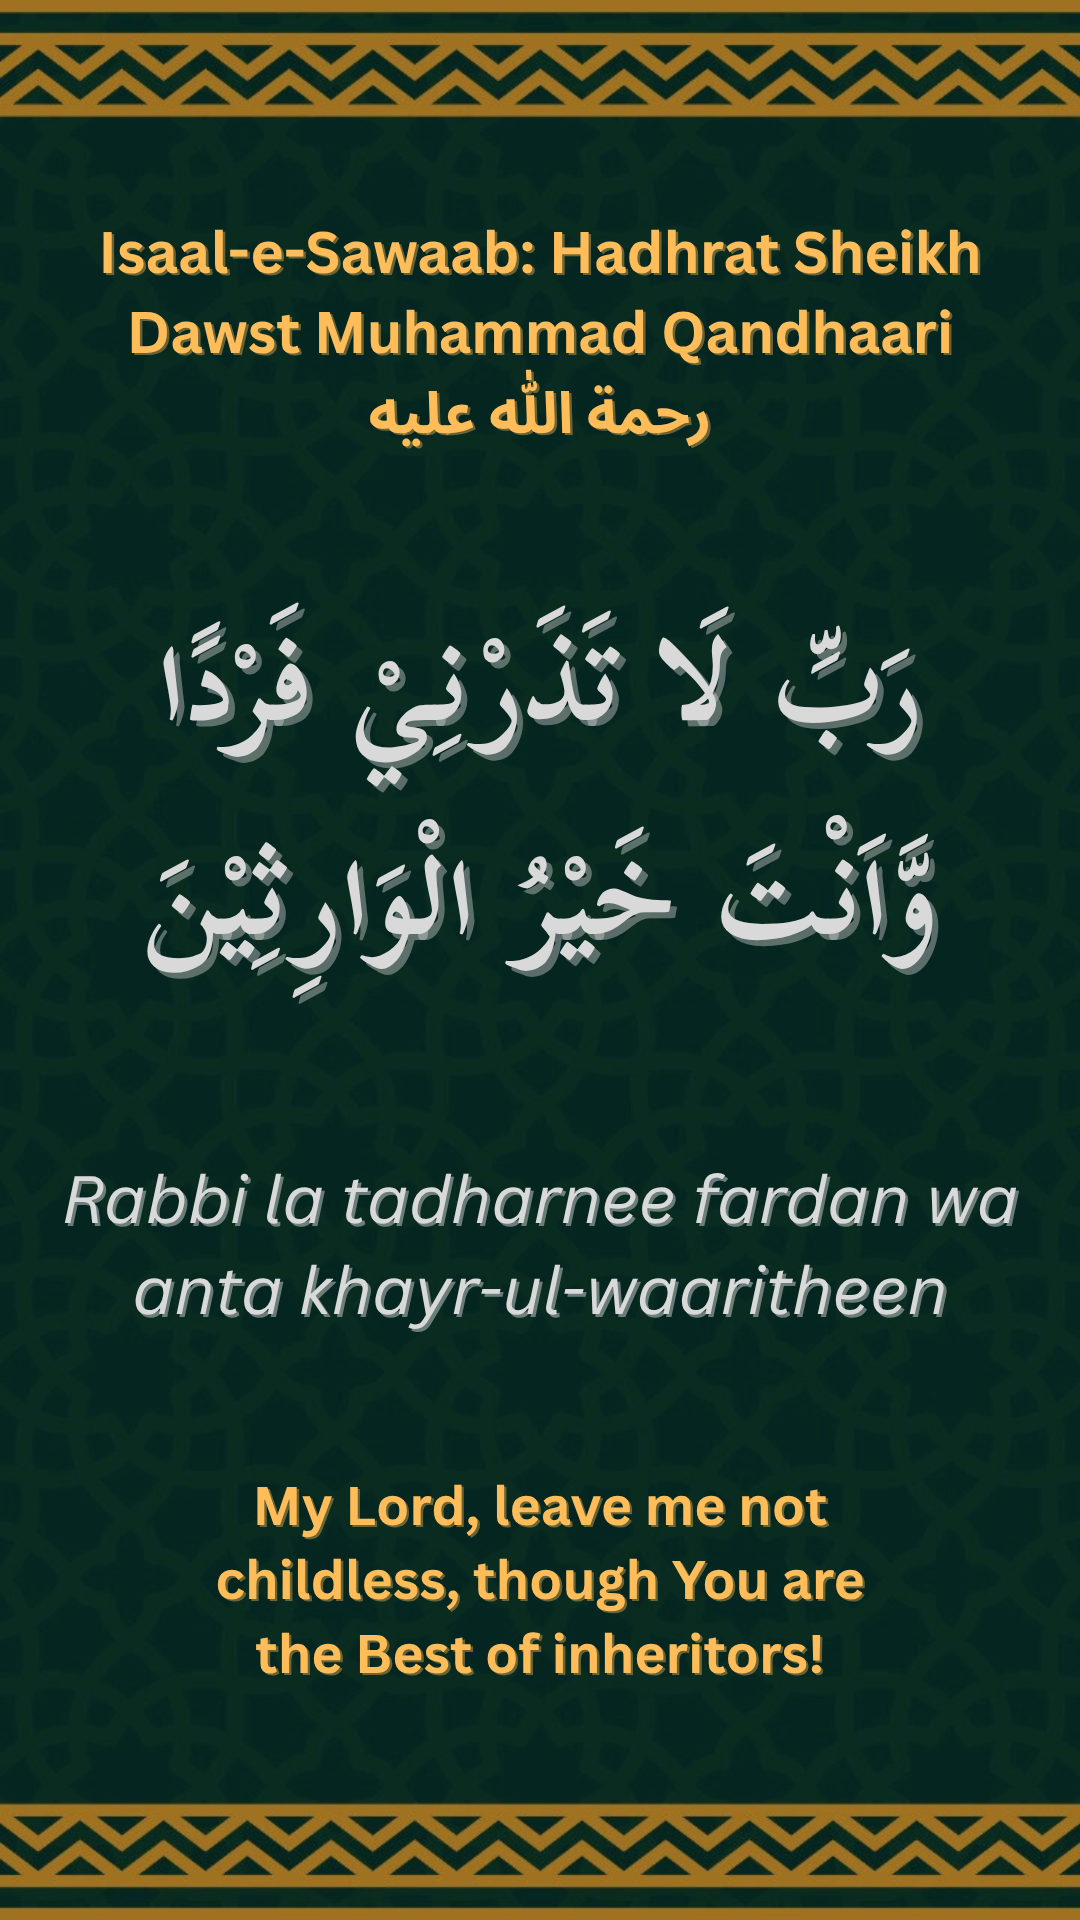 Isaal-e-Sawaab: Hadhrat Sheikh
Dawst Muhammad Qandhaari
رحمة الله عليه
رَبِّ لَا تَذَرْنِيْ فَرْدًا
وَّاَنْتَ خَيْرُ الْوَارِثِيْنَ
Rabbi la tadharnee fardan wa
anta khayr-ul-waaritheen
My Lord, leave me not
childless, though You are
the Best of inheritors!